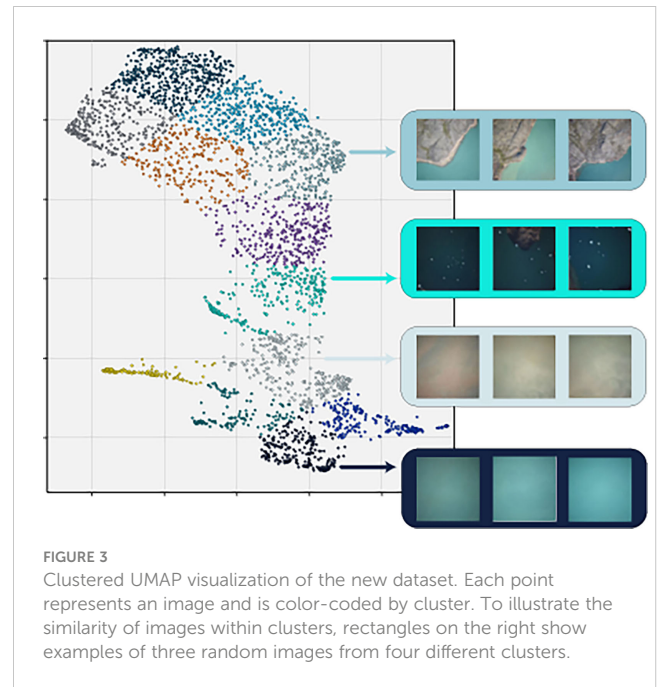 FIGURE 3
Clustered UMAP visualization of the new dataset. Each point
represents an image and is color-coded by cluster. To illustrate the
similarity of images within clusters, rectangles on the right show
examples of three random images from four different clusters.